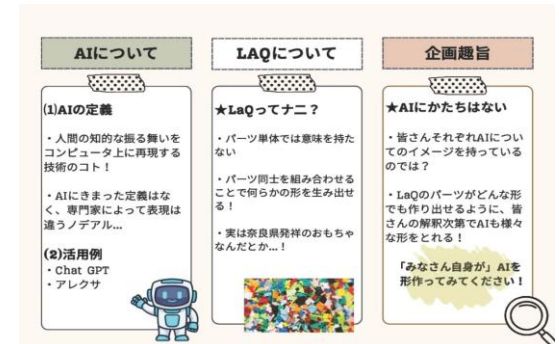 AIについて
(1)AIの定義
・人間の知的な振る舞いを
コンピュータ上に再現する
技術のコト！
・AIにきまった定義はな
く、専門家によって表現は
違うノデアル...
(2)活用例
・Chat GPT
・アレクサ
LAQについて
★LaQってナニ？
・パーツ単体では意味を持た
ない
・パーツ同士を組み合わせる
ことで何らかの形を生み出せ
る！
・実は奈良県発祥のおもちゃ
なんだとか...！
企画趣旨
★AIにかたちはない
・皆さんそれぞれAIについ
てのイメージを持っている
のでは？
・LaQのパーツがどんな形
でも作り出せるように、皆
さんの解釈次第でAIも様々
な形をとれる！
「みなさん自身が」AIを
形作ってみてください！